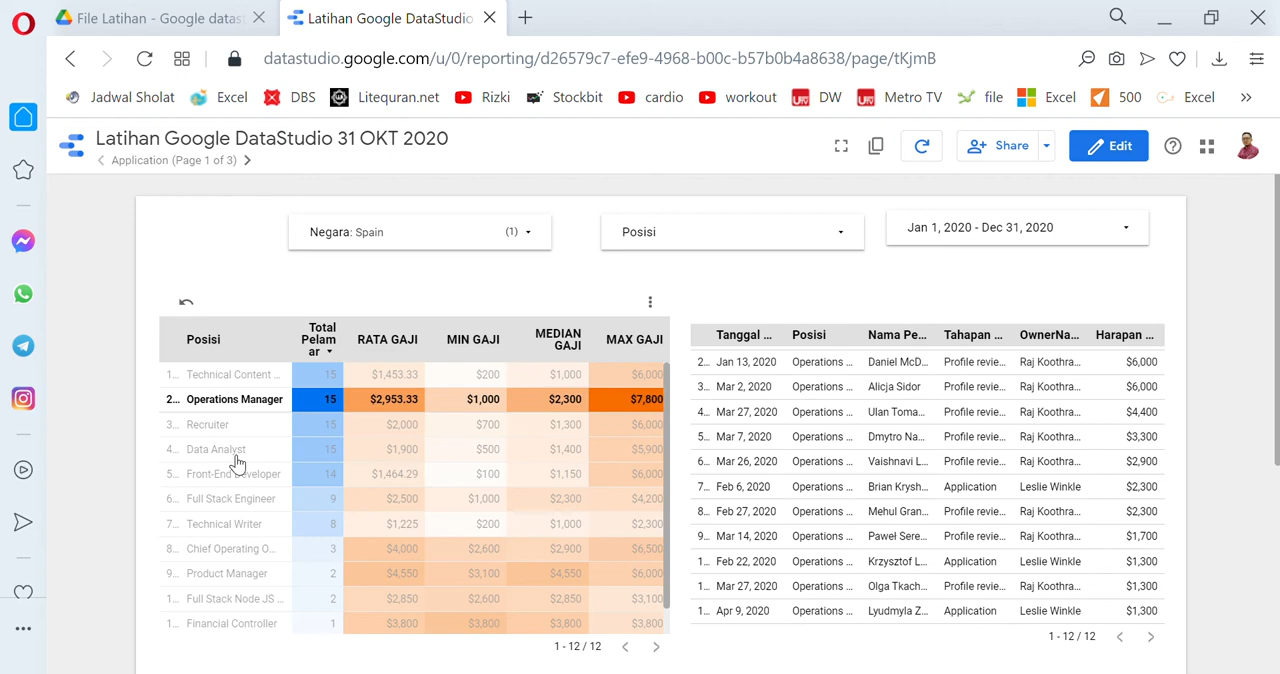 File Latihan - Google datast
Latihan Google DataStudio
datastudio.google.com/u/0/reporting/d26579c7-efe9-4968-b00c-b57b0b4a8638/page/tKjmB
Jadwal Sholat Excel DBS Litequran.net Rizki Stockbit cardio workout DW Metro TV file Excel 500 Excel
Latihan Google DataStudio 31 OKT 2020
Application (Page 1 of 3)
Share
Edit
Negara: Spain (1)
Posisi
Jan 1, 2020 - Dec 31, 2020
Posisi Total Pelamar RATA GAJI MIN GAJI MEDIAN GAJI MAX GAJI
1... Technical Content ... 15 $1,453.33 $200 $1,000 $6,000
2... Operations Manager 15 $2,953.33 $1,000 $2,300 $7,800
3... Recruiter 15 $2,000 $700 $1,300 $6,000
4... Data Analyst 15 $1,900 $500 $1,400 $5,900
5... Front-End Developer 14 $1,464.29 $100 $1,150 $6,000
6... Full Stack Engineer 9 $2,500 $1,000 $2,300 $4,200
7... Technical Writer 8 $1,225 $200 $1,000 $2,300
8... Chief Operating O... 3 $4,000 $2,600 $2,900 $6,500
9... Product Manager 2 $4,550 $3,100 $4,550 $6,000
1... Full Stack Node JS ... 2 $2,850 $2,600 $2,850 $3,100
1... Financial Controller 1 $3,800 $3,800 $3,800 $3,800
1 - 12 / 12
Tanggal ... Posisi Nama Pe... Tahapan ... OwnerNa... Harapan ...
2... Jan 13, 2020 Operations ... Daniel McD... Profile revie... Raj Koothra... $6,000
3... Mar 2, 2020 Operations ... Alicja Sidor Profile revie... Raj Koothra... $6,000
4... Mar 27, 2020 Operations ... Ulan Toma... Profile revie... Raj Koothra... $4,400
5... Mar 7, 2020 Operations ... Dmytro Na... Profile revie... Raj Koothra... $3,300
6... Mar 26, 2020 Operations ... Vaishnavi L... Profile revie... Raj Koothra... $2,900
7... Feb 6, 2020 Operations ... Brian Krysh... Application Leslie Winkle $2,300
8... Feb 27, 2020 Operations ... Mehul Gran... Profile revie... Raj Koothra... $2,300
9... Mar 14, 2020 Operations ... Paweł Sere... Profile revie... Raj Koothra... $1,700
1... Feb 22, 2020 Operations ... Krzysztof L... Application Leslie Winkle $1,300
1... Mar 27, 2020 Operations ... Olga Tkach... Profile revie... Raj Koothra... $1,300
1... Apr 9, 2020 Operations ... Lyudmyla Z... Application Leslie Winkle $1,300
1 - 12 / 12